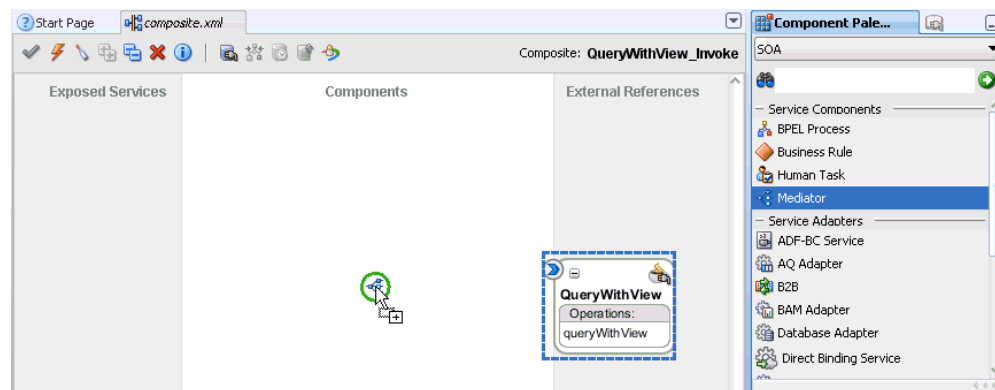 Start Page
composite.xml
Component Pale...
Composite: QueryWithView_Invoke
SOA
Exposed Services
Components
External References
Service Components
BPEL Process
Business Rule
Human Task
Mediator
Service Adapters
ADF-BC Service
AQ Adapter
B2B
BAM Adapter
Database Adapter
Direct Binding Service
QueryWithView
Operations:
queryWithView